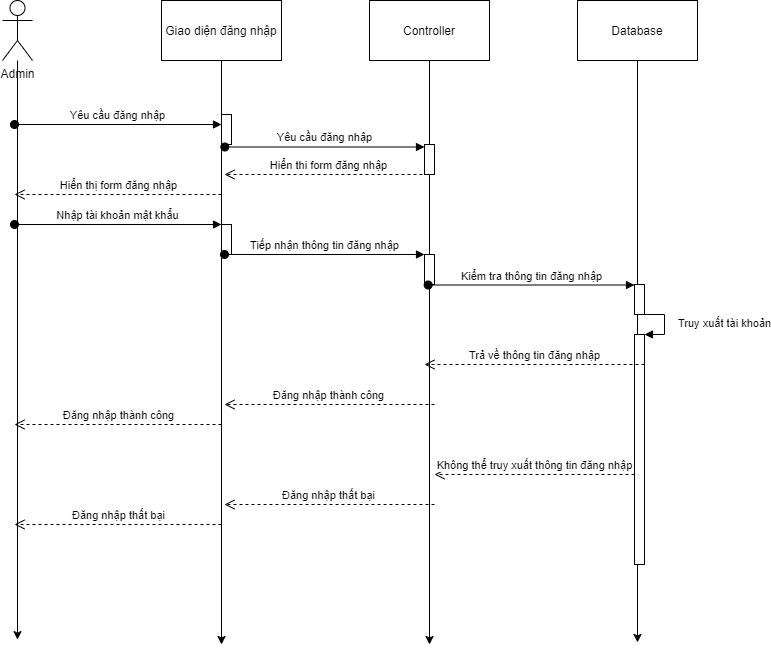 Giao diện đăng nhập
Controller
Database
Admin
Yêu cầu đăng nhập
Yêu cầu đăng nhập
Hiển thi form đăng nhập
Hiển thị form đăng nhập
Nhập tài khoản mật khẩu
Tiếp nhận thông tin đăng nhập
Kiểm tra thông tin đăng nhập
Truy xuất tài khoản
Trả về thông tin đăng nhập
Đăng nhập thành công
Đăng nhập thành công
Không thể truy xuất thông tin đăng nhập
Đăng nhập thất bại
Đăng nhập thất bại